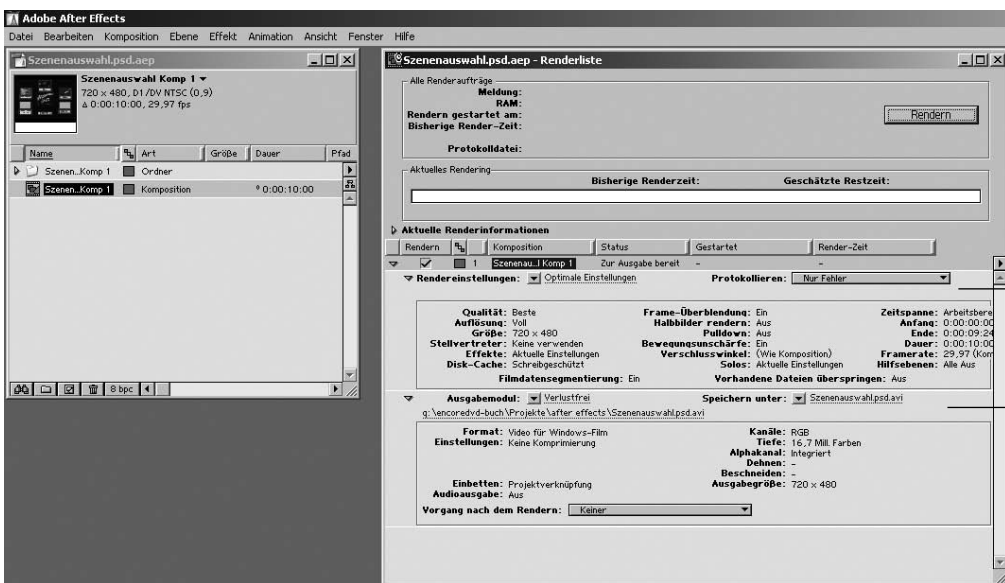 Adobe After Effects
Datei Bearbeiten Komposition Ebene Effekt Animation Ansicht Fenster Hilfe
Szenenauswahl.psd.aep
Szenenauswahl Komp 1
720 x 480, D1/DV NTSC (0,9)
Δ 0:00:10:00, 29,97 fps
Name Art Größe Dauer Pfad
Szenen...Komp 1 Ordner
Szenen...Komp 1 Komposition 0:00:10:00
8 bpc
Szenenauswahl.psd.aep - Renderliste
Alle Renderaufträge
Meldung:
RAM:
Rendern gestartet am:
Bisherige Render-Zeit:
Protokolldatei:
Rendern
Aktuelles Rendering
Bisherige Renderzeit: Geschätzte Restzeit:
Aktuelle Renderinformationen
Rendern Komposition Status Gestartet Render-Zeit
1 Szenenau...l Komp 1 Zur Ausgabe bereit - -
Rendereinstellungen: Optimale Einstellungen Protokollieren: Nur Fehler
Qualität: Beste Frame-Überblendung: Ein Zeitspanne: Arbeitsbere
Auflösung: Voll Halbbilder rendern: Aus Anfang: 0:00:00:00
Größe: 720 x 480 Pulldown: Aus Ende: 0:00:09:24
Stellvertreter: Keine verwenden Bewegungsunschärfe: Ein Dauer: 0:00:10:00
Effekte: Aktuelle Einstellungen Verschlusswinkel: (Wie Komposition) Framerate: 29,97 (Kom
Disk-Cache: Schreibgeschützt Solos: Aktuelle Einstellungen Hilfsebenen: Alle Aus
Filmdatensegmentierung: Ein Vorhandene Dateien überspringen: Aus
Ausgabemodul: Verlustfrei Speichern unter: Szenenauswahl.psd.avi
g:\encoredvd-buch\Projekte\after effects\Szenenauswahl.psd.avi
Format: Video für Windows-Film Kanäle: RGB
Einstellungen: Keine Komprimierung Tiefe: 16,7 Mill. Farben
Alphakanal: Integriert
Dehnen: -
Beschneiden: -
Einbetten: Projektverknüpfung Ausgabegröße: 720 x 480
Audioausgabe: Aus
Vorgang nach dem Rendern: Keiner